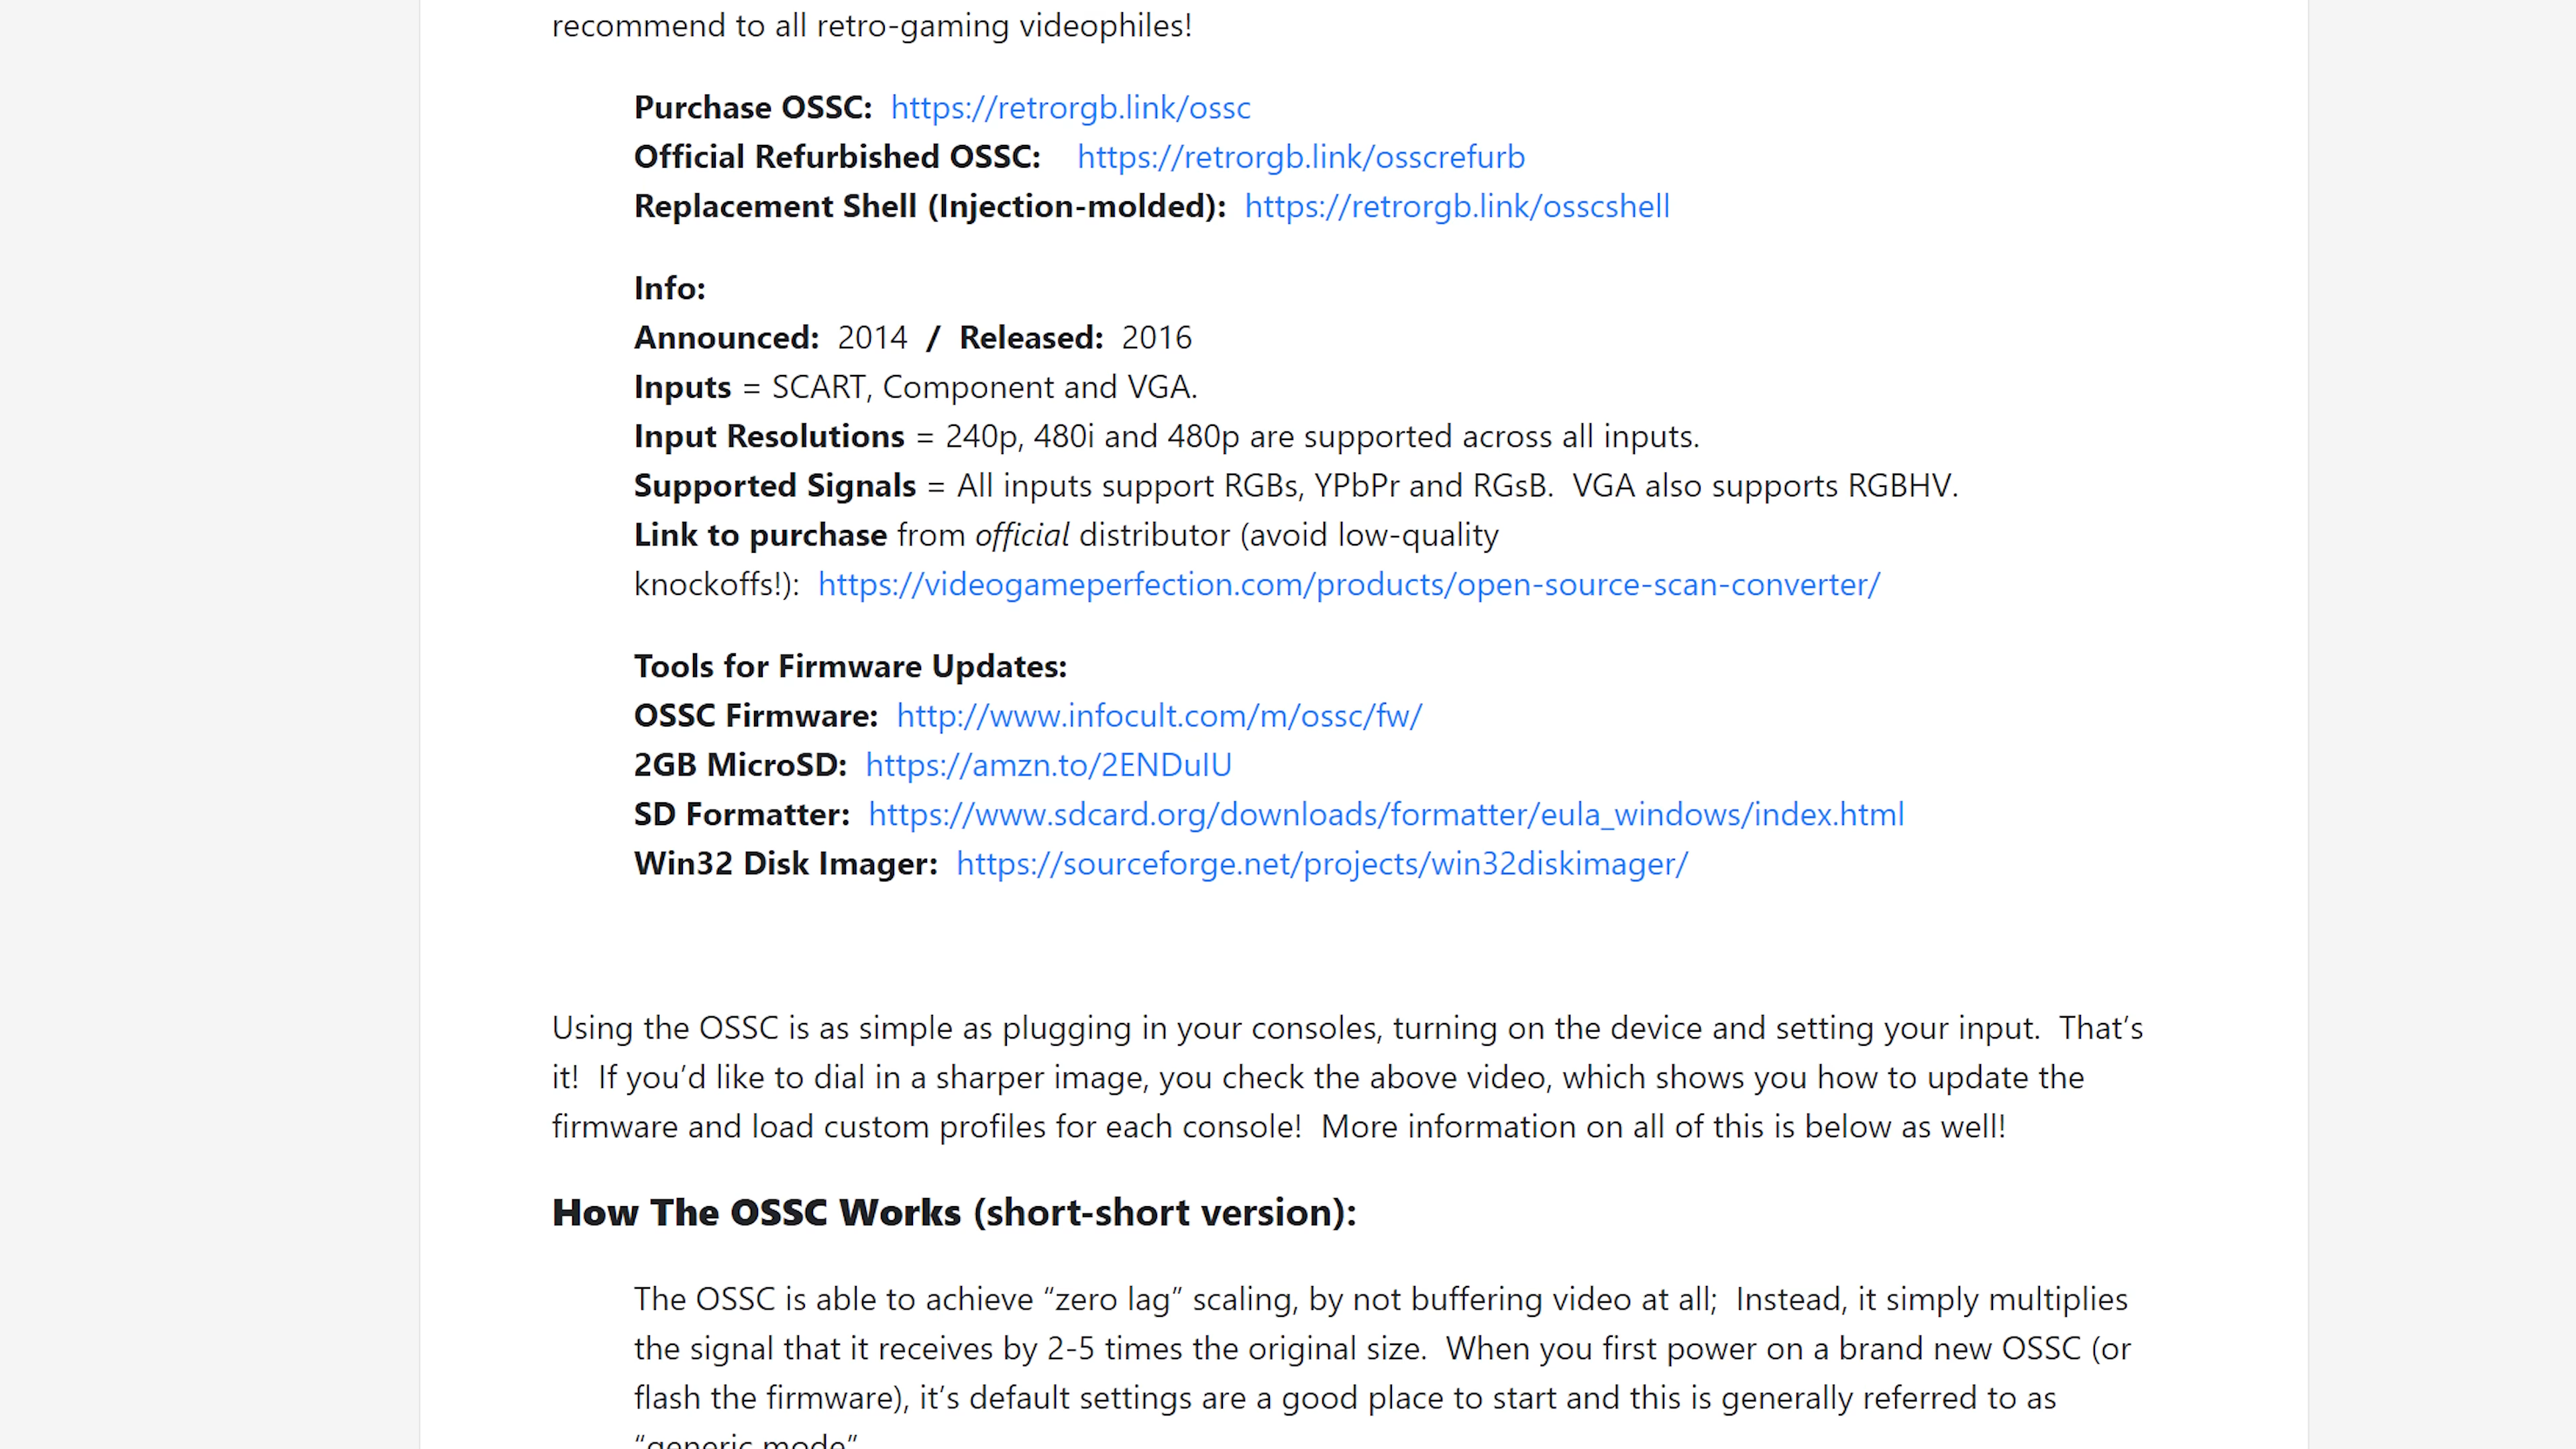 recommend to all retro-gaming videophiles!
Purchase OSSC: https://retrorgb.link/ossc
Official Refurbished OSSC: https://retrorgb.link/osscrefurb
Replacement Shell (Injection-molded): https://retrorgb.link/osscshell
Info:
Announced: 2014 / Released: 2016
Inputs = SCART, Component and VGA.
Input Resolutions = 240p, 480i and 480p are supported across all inputs.
Supported Signals = All inputs support RGBs, YPbPr and RGsB. VGA also supports RGBHV.
Link to purchase from official distributor (avoid low-quality
knockoffs!): https://videogameperfection.com/products/open-source-scan-converter/
Tools for Firmware Updates:
OSSC Firmware: http://www.infocult.com/m/ossc/fw/
2GB MicroSD: https://amzn.to/2ENDuIU
SD Formatter: https://www.sdcard.org/downloads/formatter/eula_windows/index.html
Win32 Disk Imager: https://sourceforge.net/projects/win32diskimager/
Using the OSSC is as simple as plugging in your consoles, turning on the device and setting your input. That’s
it! If you’d like to dial in a sharper image, you check the above video, which shows you how to update the
firmware and load custom profiles for each console! More information on all of this is below as well!
How The OSSC Works (short-short version):
The OSSC is able to achieve “zero lag” scaling, by not buffering video at all; Instead, it simply multiplies
the signal that it receives by 2-5 times the original size. When you first power on a brand new OSSC (or
flash the firmware), it’s default settings are a good place to start and this is generally referred to as
“generic mode”